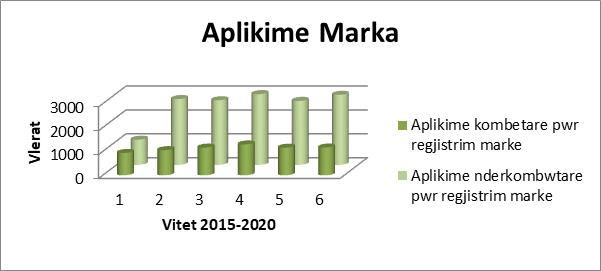 Aplikime Marka
Vlerat
3000
2000
1000
0
1 2 3 4 5 6
Vitet 2015-2020
Aplikime kombetare pwr
regjistrim marke
Aplikime nderkombwtare
pwr regjistrim marke